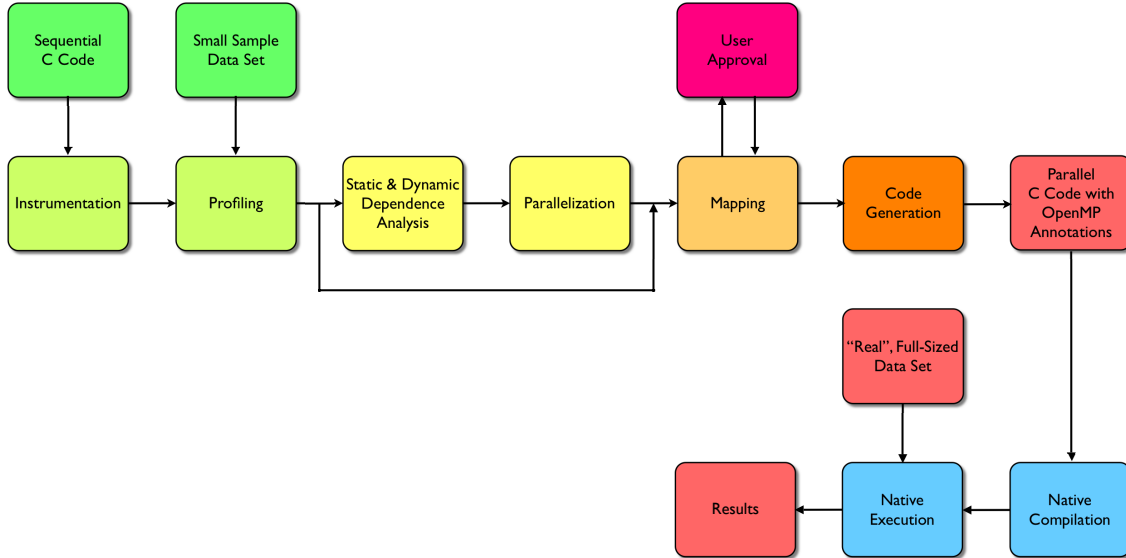 Sequential
C Code
Small Sample
Data Set
User
Approval
Instrumentation
Profiling
Static & Dynamic
Dependence
Analysis
Parallelization
Mapping
Code
Generation
Parallel
C Code with
OpenMP
Annotations
“Real”, Full-Sized
Data Set
Results
Native
Execution
Native
Compilation